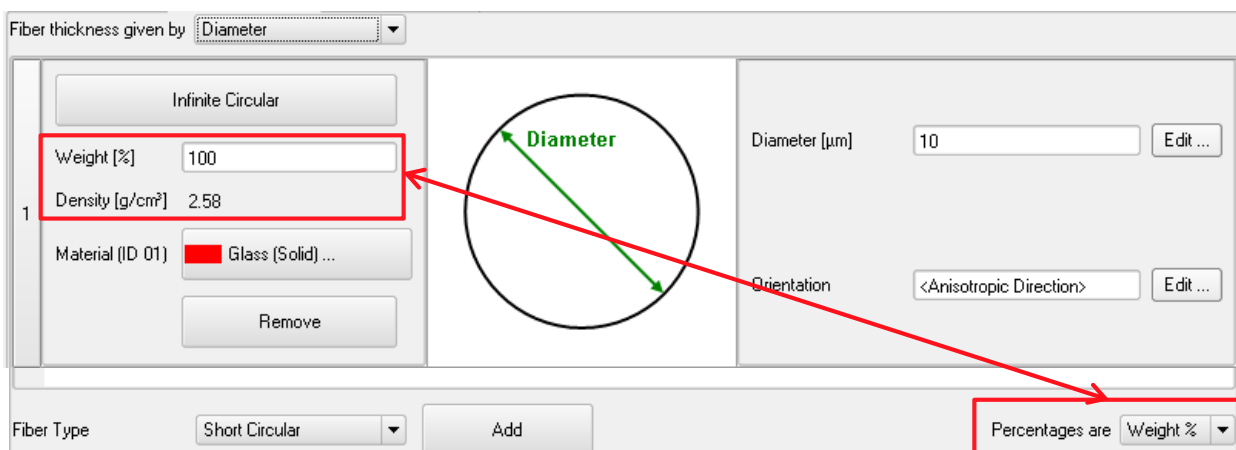 Fiber thickness given by Diameter
1
Infinite Circular
Weight [%] 100
Density [g/cm³] 2.58
Material (ID 01) Glass (Solid) ...
Remove
Diameter
Diameter [µm] 10 Edit ...
Orientation <Anisotropic Direction> Edit ...
Fiber Type Short Circular Add Percentages are Weight %